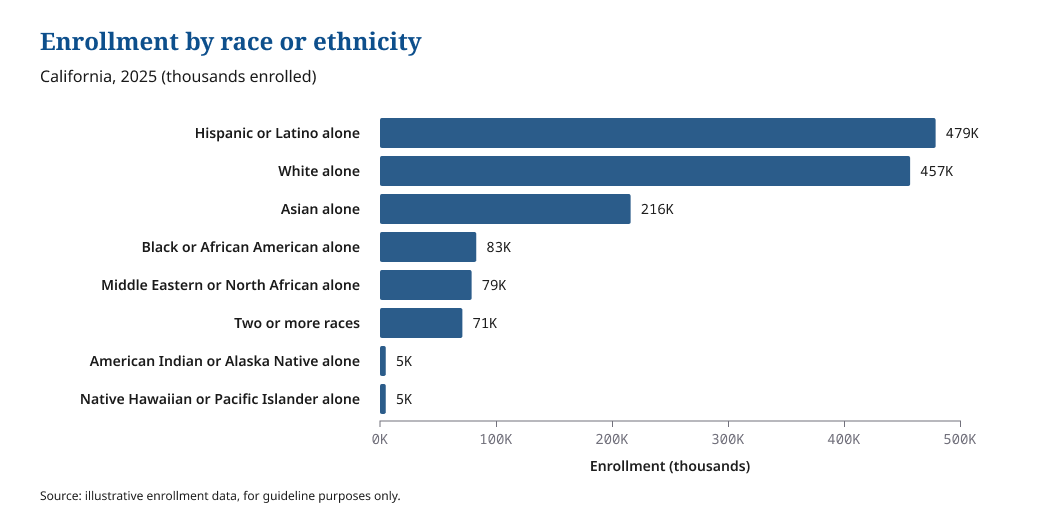 Enrollment by race or ethnicity
California, 2025 (thousands enrolled)
Hispanic or Latino alone 479K
White alone 457K
Asian alone 216K
Black or African American alone 83K
Middle Eastern or North African alone 79K
Two or more races 71K
American Indian or Alaska Native alone 5K
Native Hawaiian or Pacific Islander alone 5K
0K 100K 200K 300K 400K 500K
Enrollment (thousands)
Source: illustrative enrollment data, for guideline purposes only.